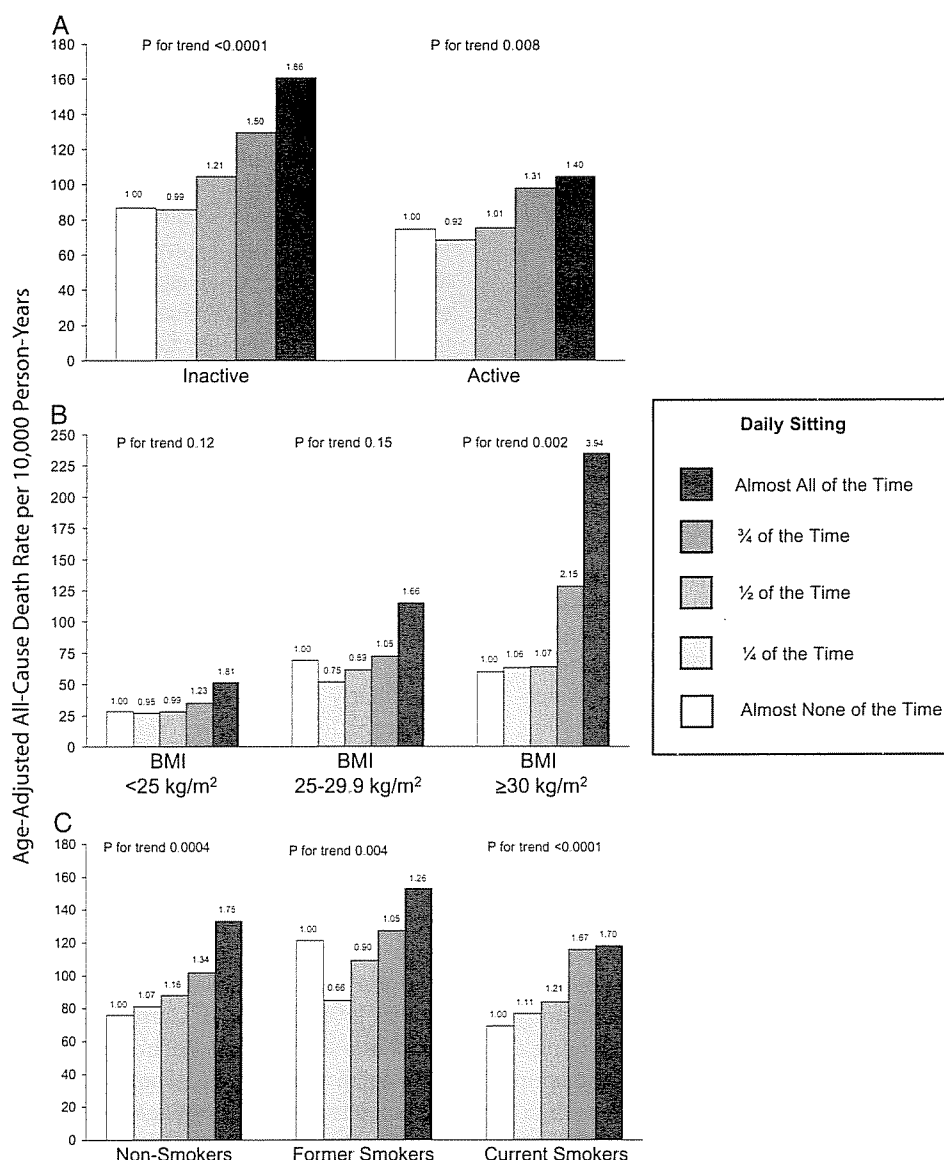 Age-Adjusted All-Cause Death Rate per 10,000 Person-Years
A
180
160
140
120
100
80
60
40
20
0
P for trend <0.0001
P for trend 0.008
1.00
0.99
1.21
1.50
1.86
1.00
0.92
1.01
1.31
1.40
Inactive
Active
B
250
225
200
175
150
125
100
75
50
25
0
P for trend 0.12
P for trend 0.15
P for trend 0.002
1.00
0.95
0.99
1.23
1.81
1.00
0.75
0.89
1.05
1.66
1.00
1.06
1.07
2.15
3.94
BMI
<25 kg/m²
BMI
25-29.9 kg/m²
BMI
≥30 kg/m²
C
180
160
140
120
100
80
60
40
20
0
P for trend 0.0004
P for trend 0.004
P for trend <0.0001
1.00
1.07
1.16
1.34
1.75
1.00
0.66
0.90
1.05
1.26
1.00
1.11
1.21
1.67
1.70
Non-Smokers
Former Smokers
Current Smokers
Daily Sitting
Almost All of the Time
¾ of the Time
½ of the Time
¼ of the Time
Almost None of the Time